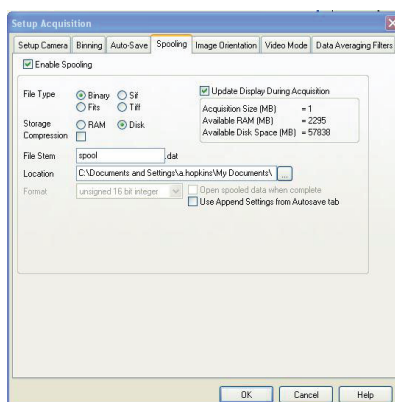 Setup Acquisition
Setup Camera Binning Auto-Save Spooling Image Orientation Video Mode Data Averaging Filters
Enable Spooling
File Type Binary Sif
Fits Tiff
Storage RAM Disk
Compression
Update Display During Acquisition
Acquisition Size (MB) = 1
Available RAM (MB) = 2295
Available Disk Space (MB) = 57838
File Stem spool .dat
Location C:\Documents and Settings\a.hopkins\My Documents\ ...
Format unsigned 16 bit integer
Open spooled data when complete
Use Append Settings from Autosave tab
OK Cancel Help